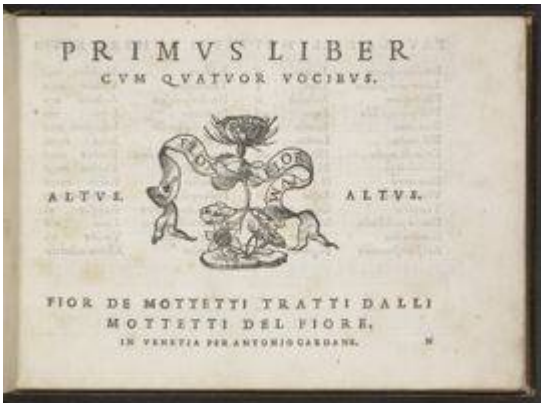 PRIMVS LIBER
CVM QVATVOR VOCIBVS.
ALTVS. ALTVS.
FIOR DE MOTTETTI TRATTI DALLI
MOTTETTI DEL FIORE.
IN VENETIA PER ANTONIO GARDANE. N